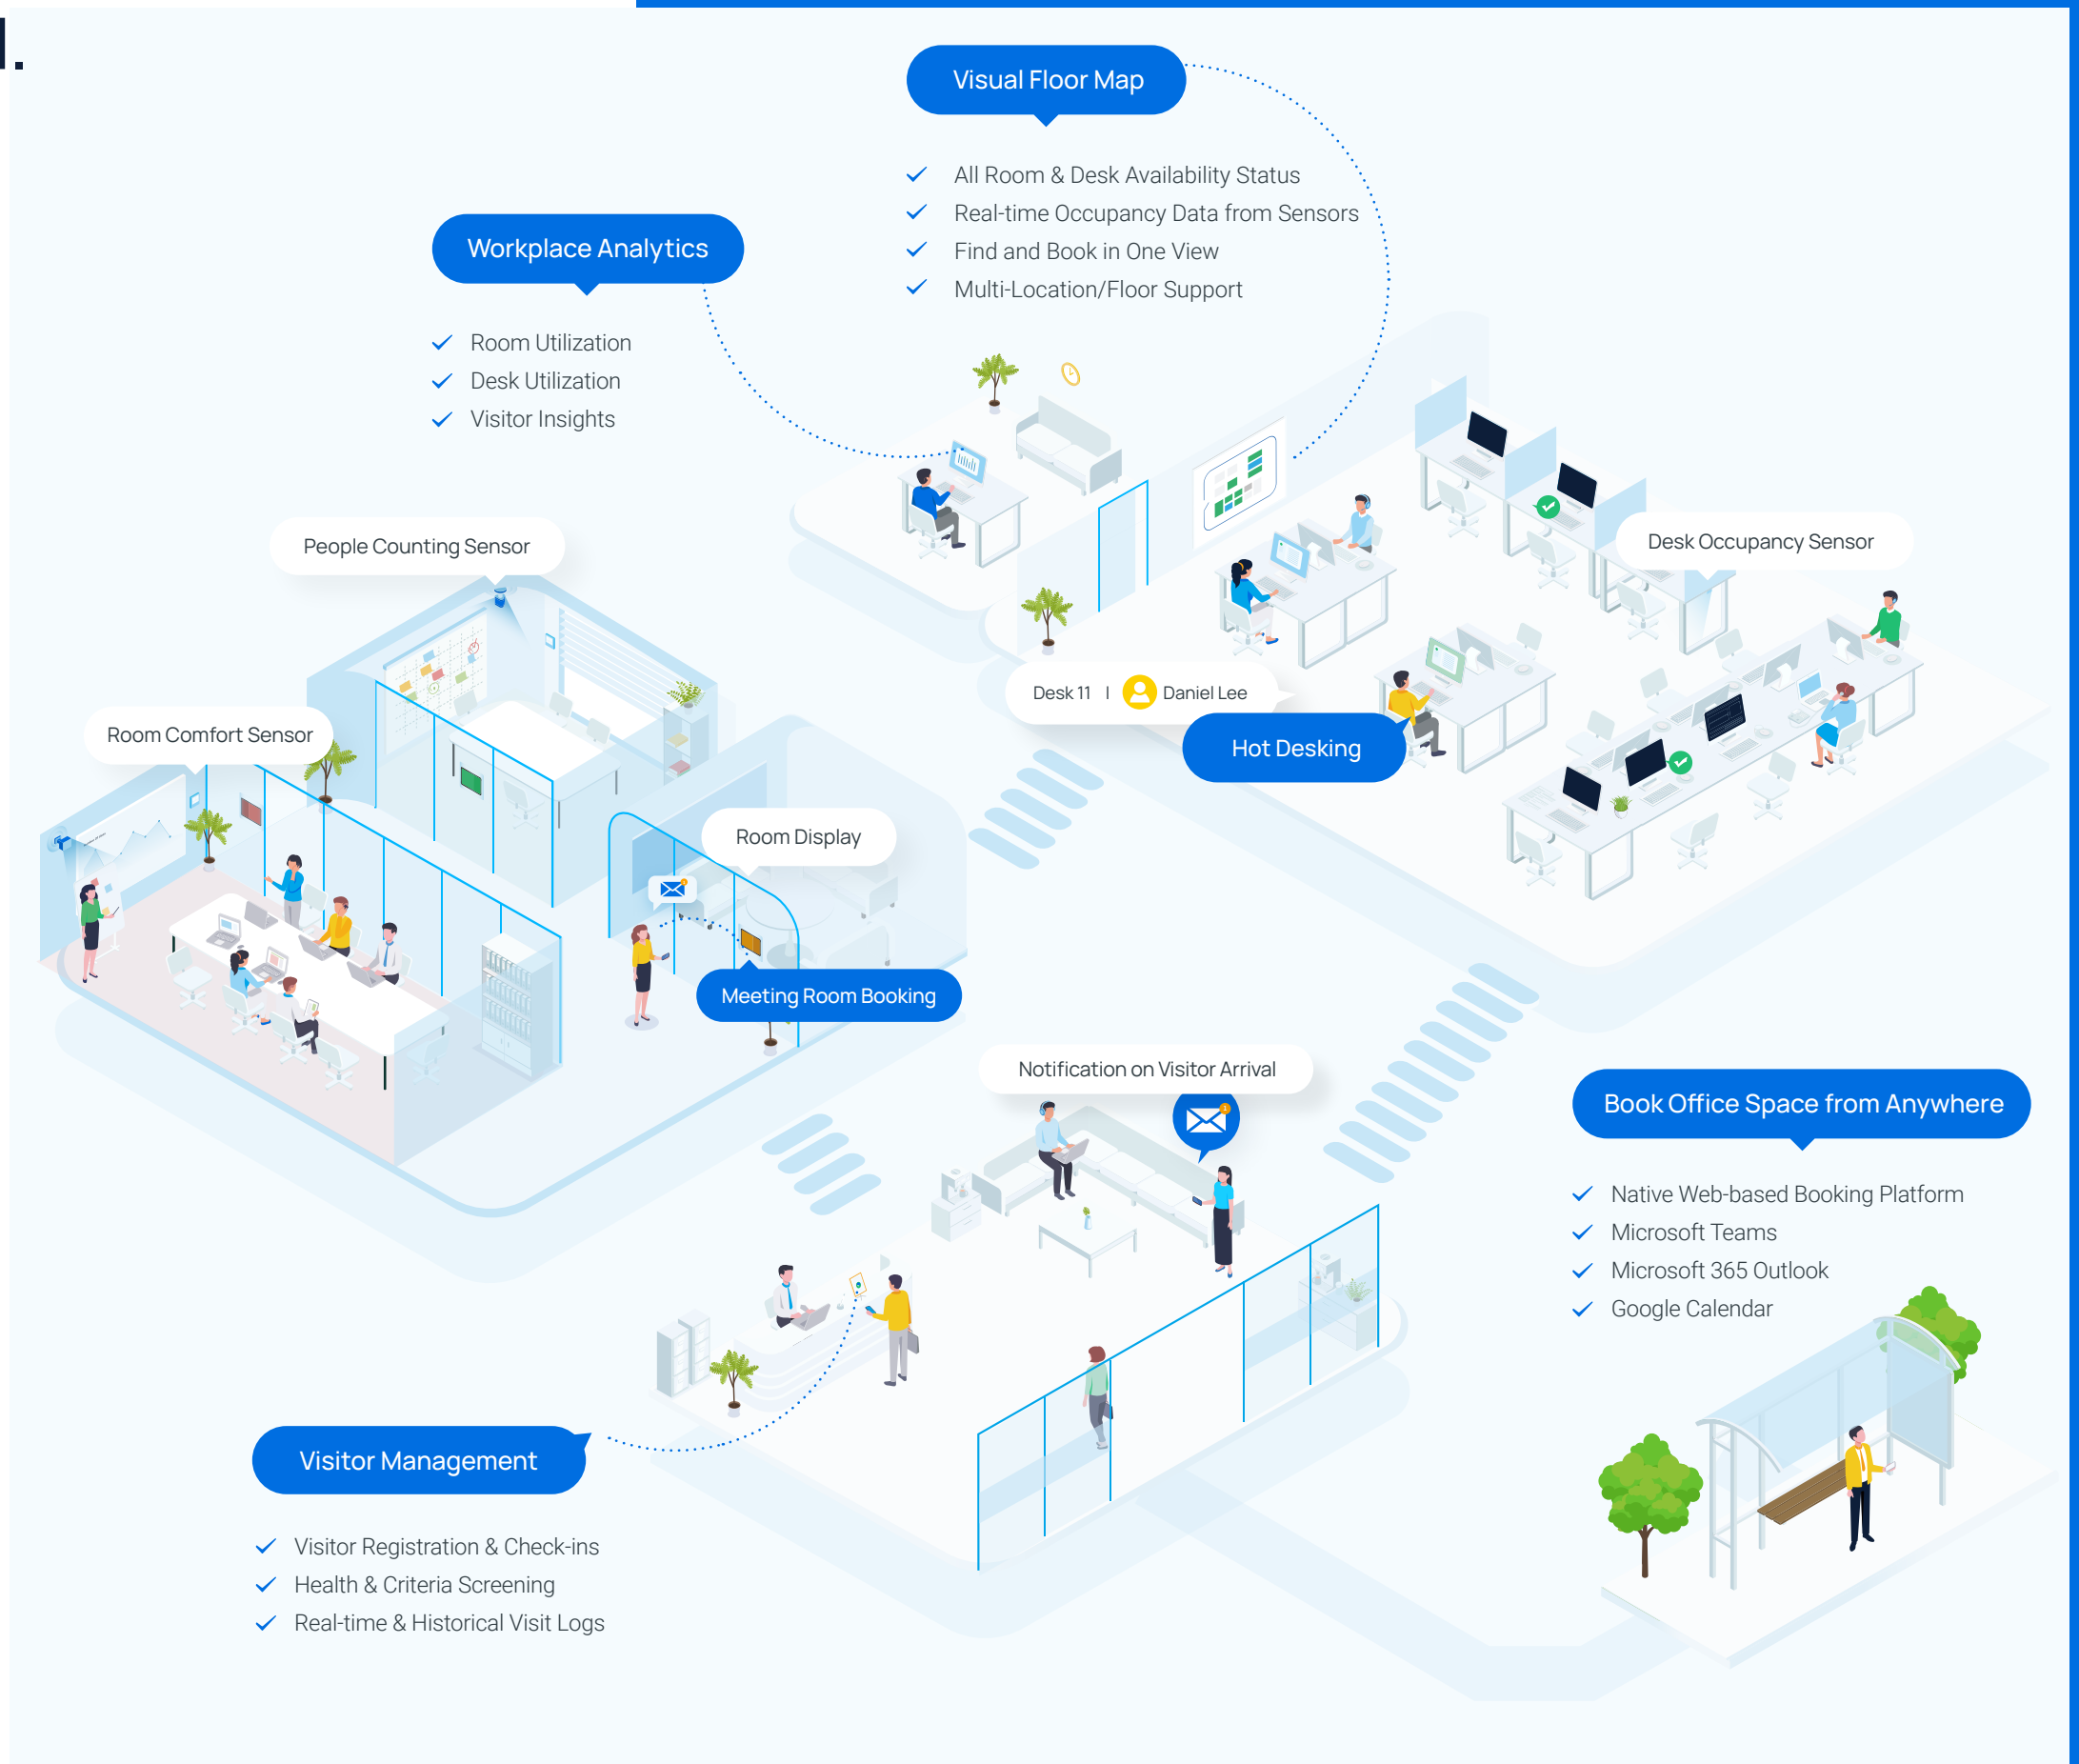 Visual Floor Map
All Room & Desk Availability Status
Real-time Occupancy Data from Sensors
Find and Book in One View
Multi-Location/Floor Support
Workplace Analytics
Room Utilization
Desk Utilization
Visitor Insights
People Counting Sensor
Desk Occupancy Sensor
Desk 11 | Daniel Lee
Hot Desking
Room Comfort Sensor
Room Display
Meeting Room Booking
Notification on Visitor Arrival
Book Office Space from Anywhere
Native Web-based Booking Platform
Microsoft Teams
Microsoft 365 Outlook
Google Calendar
Visitor Management
Visitor Registration & Check-ins
Health & Criteria Screening
Real-time & Historical Visit Logs